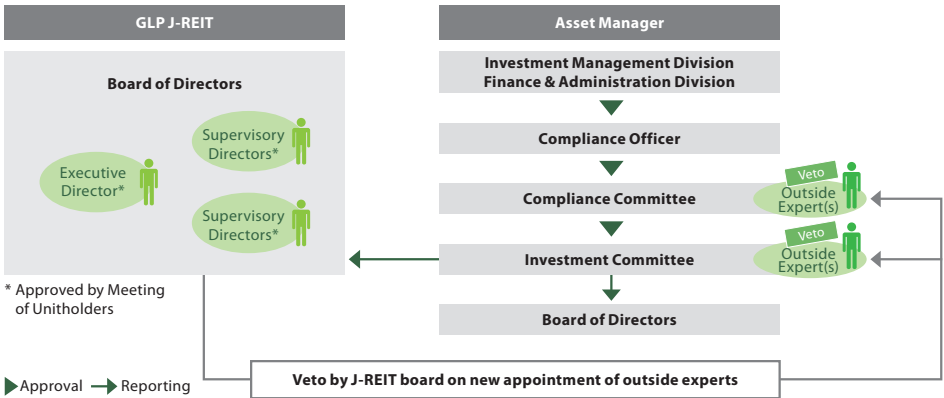 GLP J-REIT
Board of Directors
Supervisory
Directors*
Executive
Director*
Supervisory
Directors*
* Approved by Meeting
of Unitholders
Approval
Reporting
Asset Manager
Investment Management Division
Finance & Administration Division
Compliance Officer
Compliance Committee
Veto
Outside
Expert(s)
Investment Committee
Veto
Outside
Expert(s)
Board of Directors
Veto by J-REIT board on new appointment of outside experts